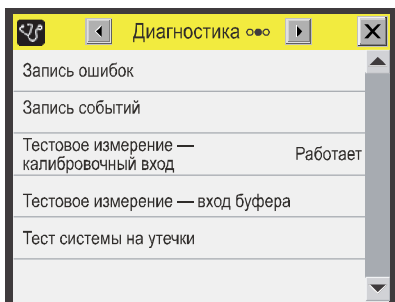 Диагностика
Запись ошибок
Запись событий
Тестовое измерение —
калибровочный вход
Работает
Тестовое измерение — вход буфера
Тест системы на утечки